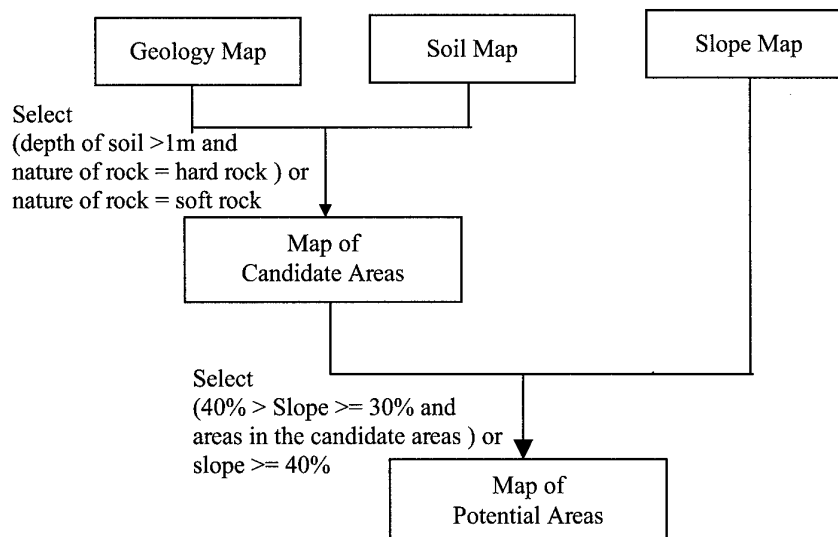 Geology Map
Soil Map
Slope Map
Select
(depth of soil >1m and
nature of rock = hard rock ) or
nature of rock = soft rock
Map of
Candidate Areas
Select
(40% > Slope >= 30% and
areas in the candidate areas ) or
slope >= 40%
Map of
Potential Areas